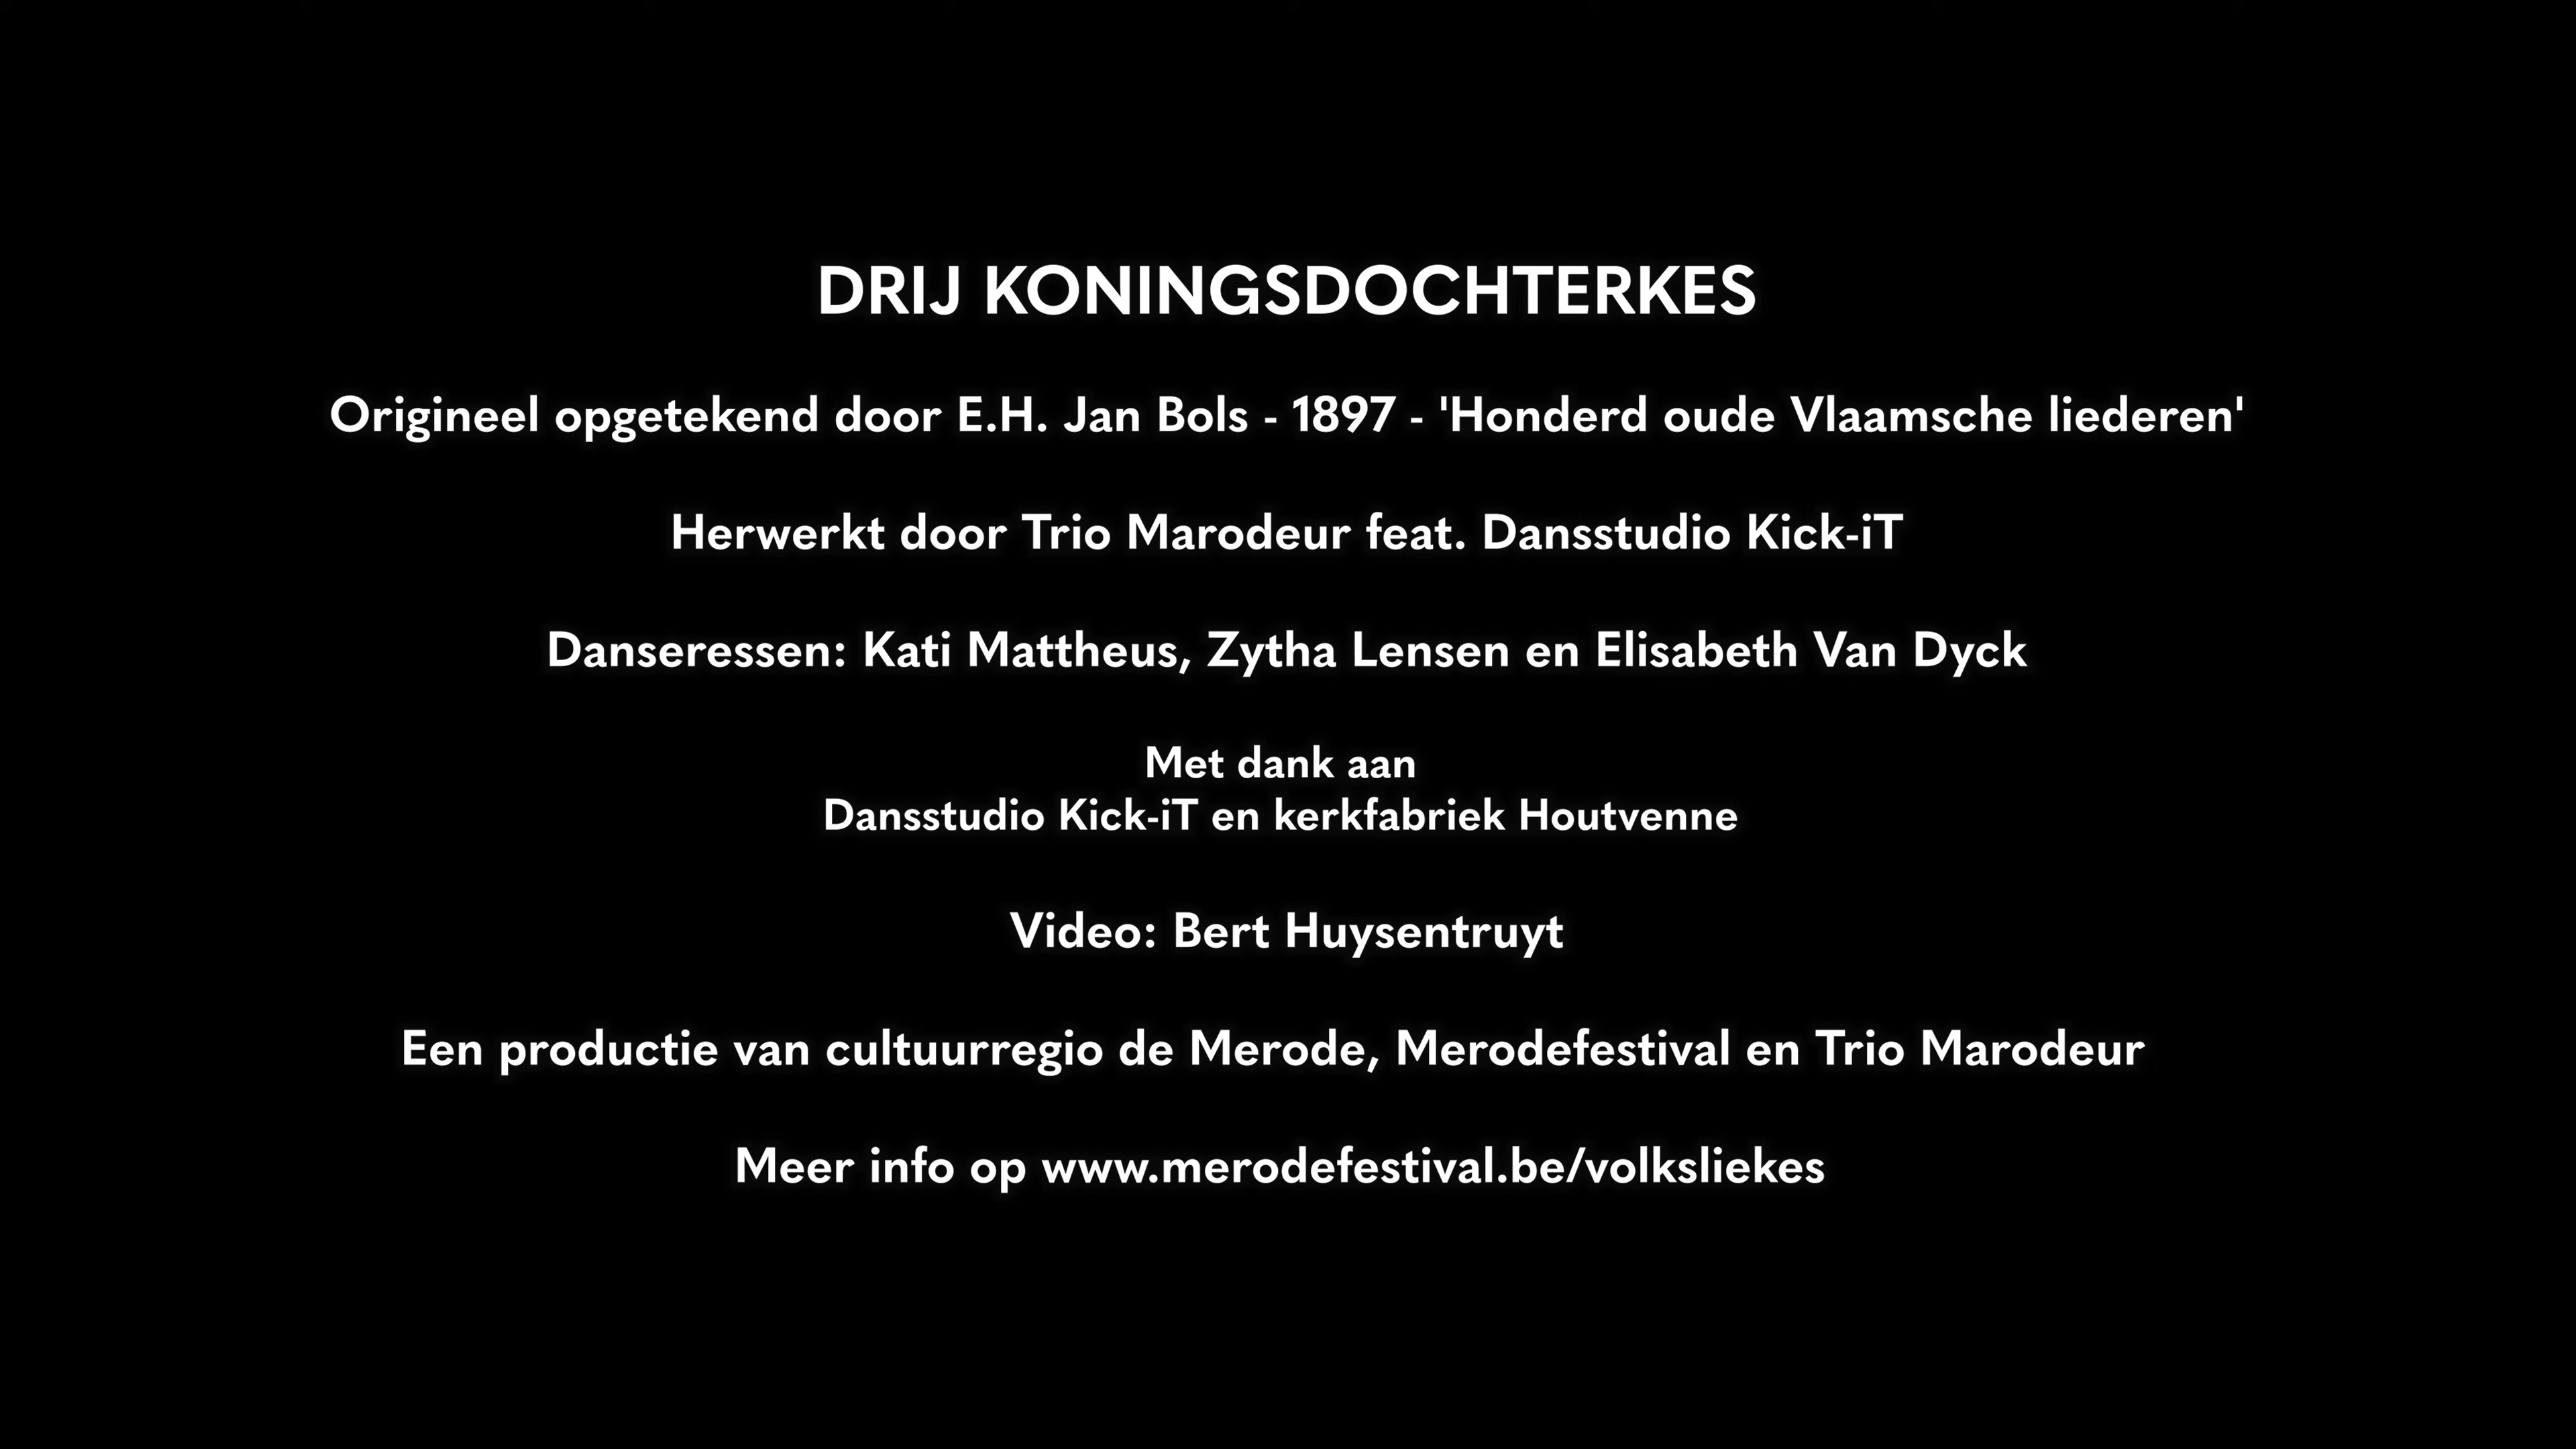 DRIJ KONINGSDOCHTERKES
Origineel opgetekend door E.H. Jan Bols - 1897 - 'Honderd oude Vlaamsche liederen'
Herwerkt door Trio Marodeur feat. Dansstudio Kick-iT
Danseressen: Kati Mattheus, Zytha Lensen en Elisabeth Van Dyck
Met dank aan
Dansstudio Kick-iT en kerkfabriek Houtvenne
Video: Bert Huysentruyt
Een productie van cultuurregio de Merode, Merodefestival en Trio Marodeur
Meer info op www.merodefestival.be/volksliekes